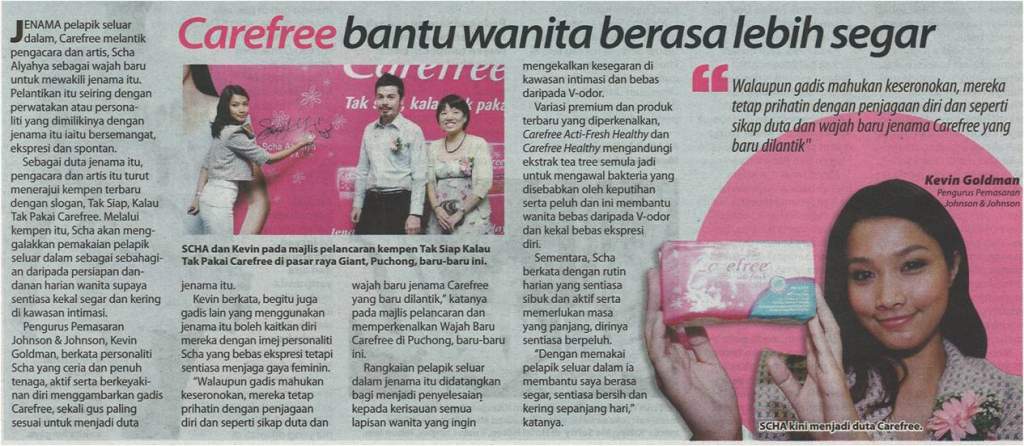 Carefree bantu wanita berasa lebih segar
JENAMA pelapik seluar
dalam, Carefree melantik
pengacara dan artis, Scha
Alyahya sebagai wajah baru
untuk mewakili jenama itu.
Pelantikan itu seiring dengan
perwatakan atau persona-
liti yang dimilikinya dengan
jenama itu iaitu bersemangat,
ekspresi dan spontan.
Sebagai duta jenama itu,
pengacara dan artis itu turut
menerajui kempen terbaru
dengan slogan, Tak Siap, Kalau
Tak Pakai Carefree. Melalui
kempen itu, Scha akan meng-
galakkan pemakaian pelapik
seluar dalam sebagai sebahagi-
an daripada persiapan dan-
danan harian wanita supaya
sentiasa kekal segar dan kering
di kawasan intimasi.
Pengurus Pemasaran
Johnson & Johnson, Kevin
Goldman, berkata personaliti
Scha yang ceria dan penuh
tenaga, aktif serta berkeyaki-
nan diri menggambarkan gadis
Carefree, sekali gus paling
sesuai untuk menjadi duta
Carefree
Tak siap, kalau tak paka
Scha Alyahya
SCHA dan Kevin pada majlis pelancaran kempen Tak Siap Kalau
Tak Pakai Carefree di pasar raya Giant, Puchong, baru-baru ini.
jenama itu.
Kevin berkata, begitu juga
gadis lain yang menggunakan
jenama itu boleh kaitkan diri
mereka dengan imej personaliti
Scha yang bebas ekspresi tetapi
sentiasa menjaga gaya feminin.
"Walaupun gadis mahukan
keseronokan, mereka tetap
prihatin dengan penjagaan
diri dan seperti sikap duta dan
wajah baru jenama Carefree
yang baru dilantik," katanya
pada majlis pelancaran dan
memperkenalkan Wajah Baru
Carefree di Puchong, baru-baru
ini.
Rangkaian pelapik seluar
dalam jenama itu didatangkan
bagi menjadi penyelesaian
kepada kerisauan semua
lapisan wanita yang ingin
mengekalkan kesegaran di
kawasan intimasi dan bebas
daripada V-odor.
Variasi premium dan produk
terbaru yang diperkenalkan,
Carefree Acti-Fresh Healthy dan
Carefree Healthy mengandungi
ekstrak tea tree semula jadi
untuk mengawal bakteria yang
disebabkan oleh keputihan
serta peluh dan ini membantu
wanita bebas daripada V-odor
dan kekal bebas ekspresi
diri.
Sementara, Scha
berkata dengan rutin
harian yang sentiasa
sibuk dan aktif serta
memerlukan masa
yang panjang, dirinya
sentiasa berpeluh.
"Dengan memakai
pelapik seluar dalam ia
membantu saya berasa
segar, sentiasa bersih dan
kering sepanjang hari,"
katanya.
“Walaupun gadis mahukan keseronokan, mereka
tetap prihatin dengan penjagaan diri dan seperti
sikap duta dan wajah baru jenama Carefree yang
baru dilantik"
Kevin Goldman
Pengurus Pemasaran
Johnson & Johnson
Carefree
SCHA kini menjadi duta Carefree.